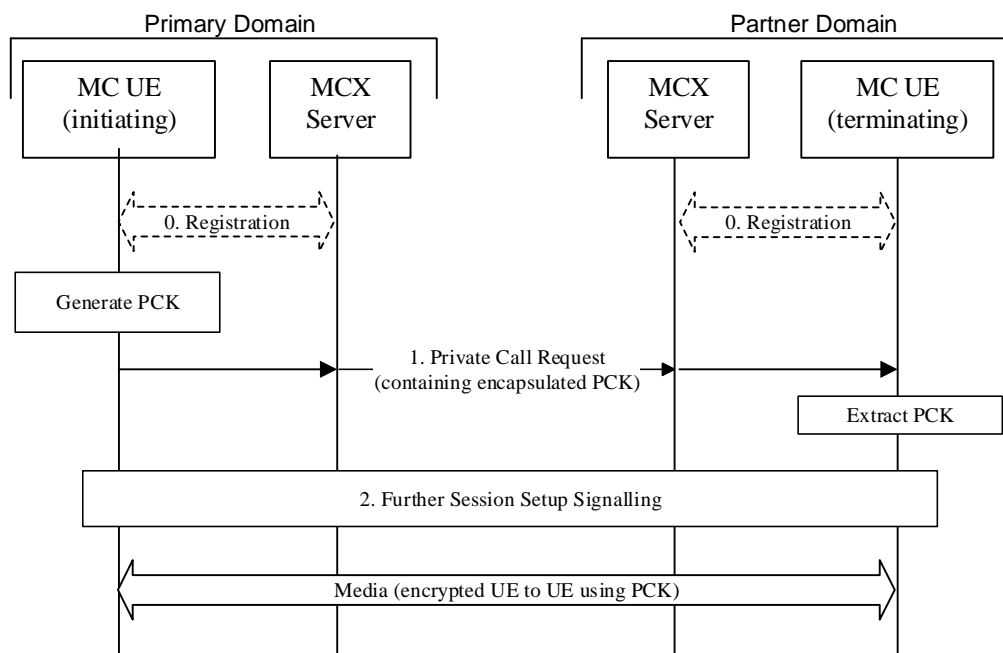 Primary Domain
Partner Domain
MC UE
(initiating)
MCX
Server
MCX
Server
MC UE
(terminating)
0. Registration
0. Registration
Generate PCK
1. Private Call Request
(containing encapsulated PCK)
Extract PCK
2. Further Session Setup Signalling
Media (encrypted UE to UE using PCK)